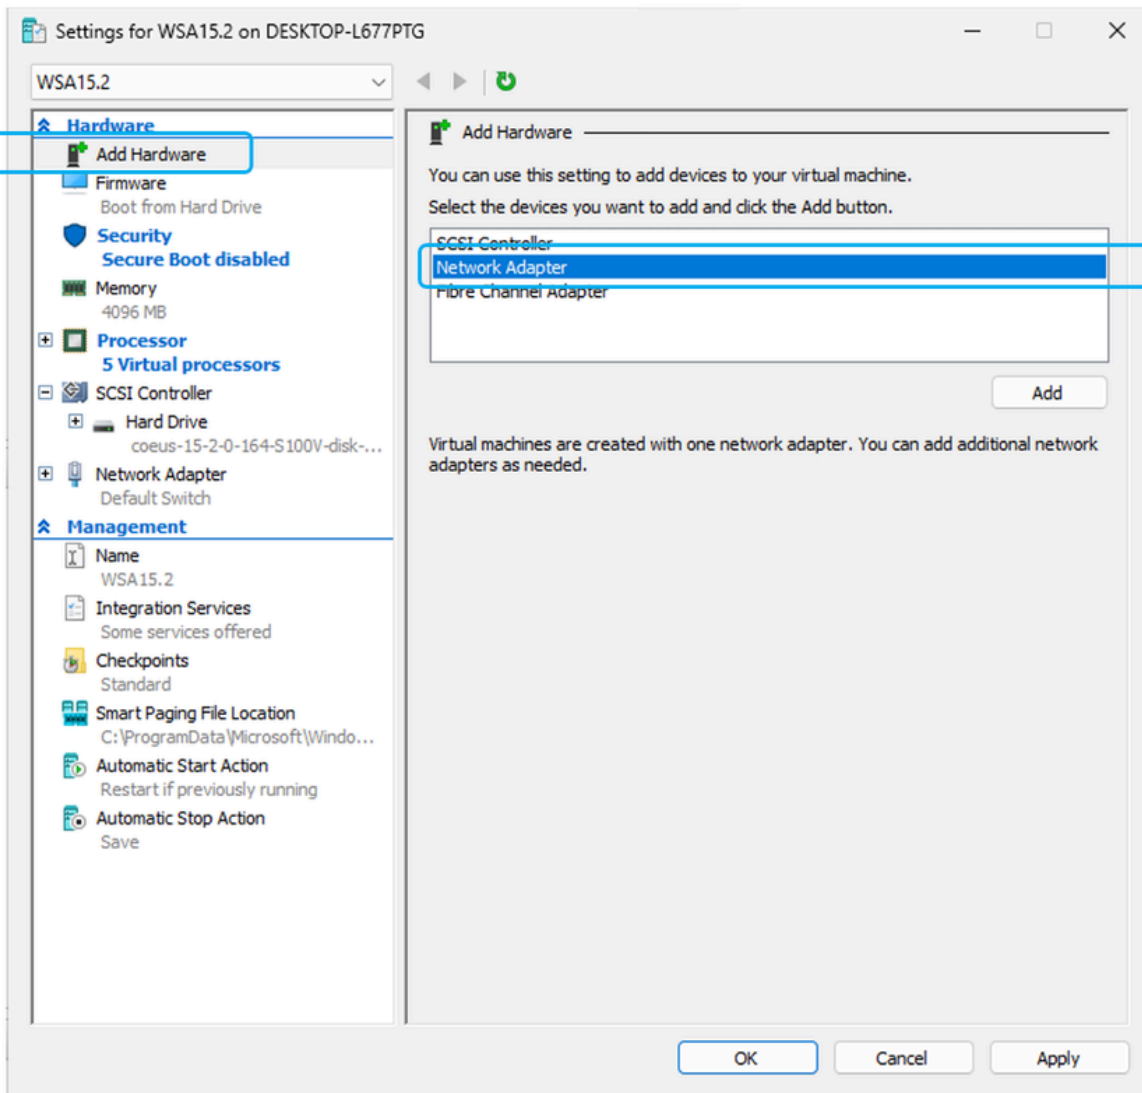 Settings for WSA15.2 on DESKTOP-L677PTG
WSA15.2
Hardware
Add Hardware
Firmware
Boot from Hard Drive
Security
Secure Boot disabled
Memory
4096 MB
Processor
5 Virtual processors
SCSI Controller
Hard Drive
coeus-15-2-0-164-S100V-disk-...
Network Adapter
Default Switch
Management
Name
WSA15.2
Integration Services
Some services offered
Checkpoints
Standard
Smart Paging File Location
C:\ProgramData\Microsoft\Windo...
Automatic Start Action
Restart if previously running
Automatic Stop Action
Save
Add Hardware
You can use this setting to add devices to your virtual machine.
Select the devices you want to add and click the Add button.
SCSI Controller
Network Adapter
Fibre Channel Adapter
Add
Virtual machines are created with one network adapter. You can add additional network
adapters as needed.
OK
Cancel
Apply